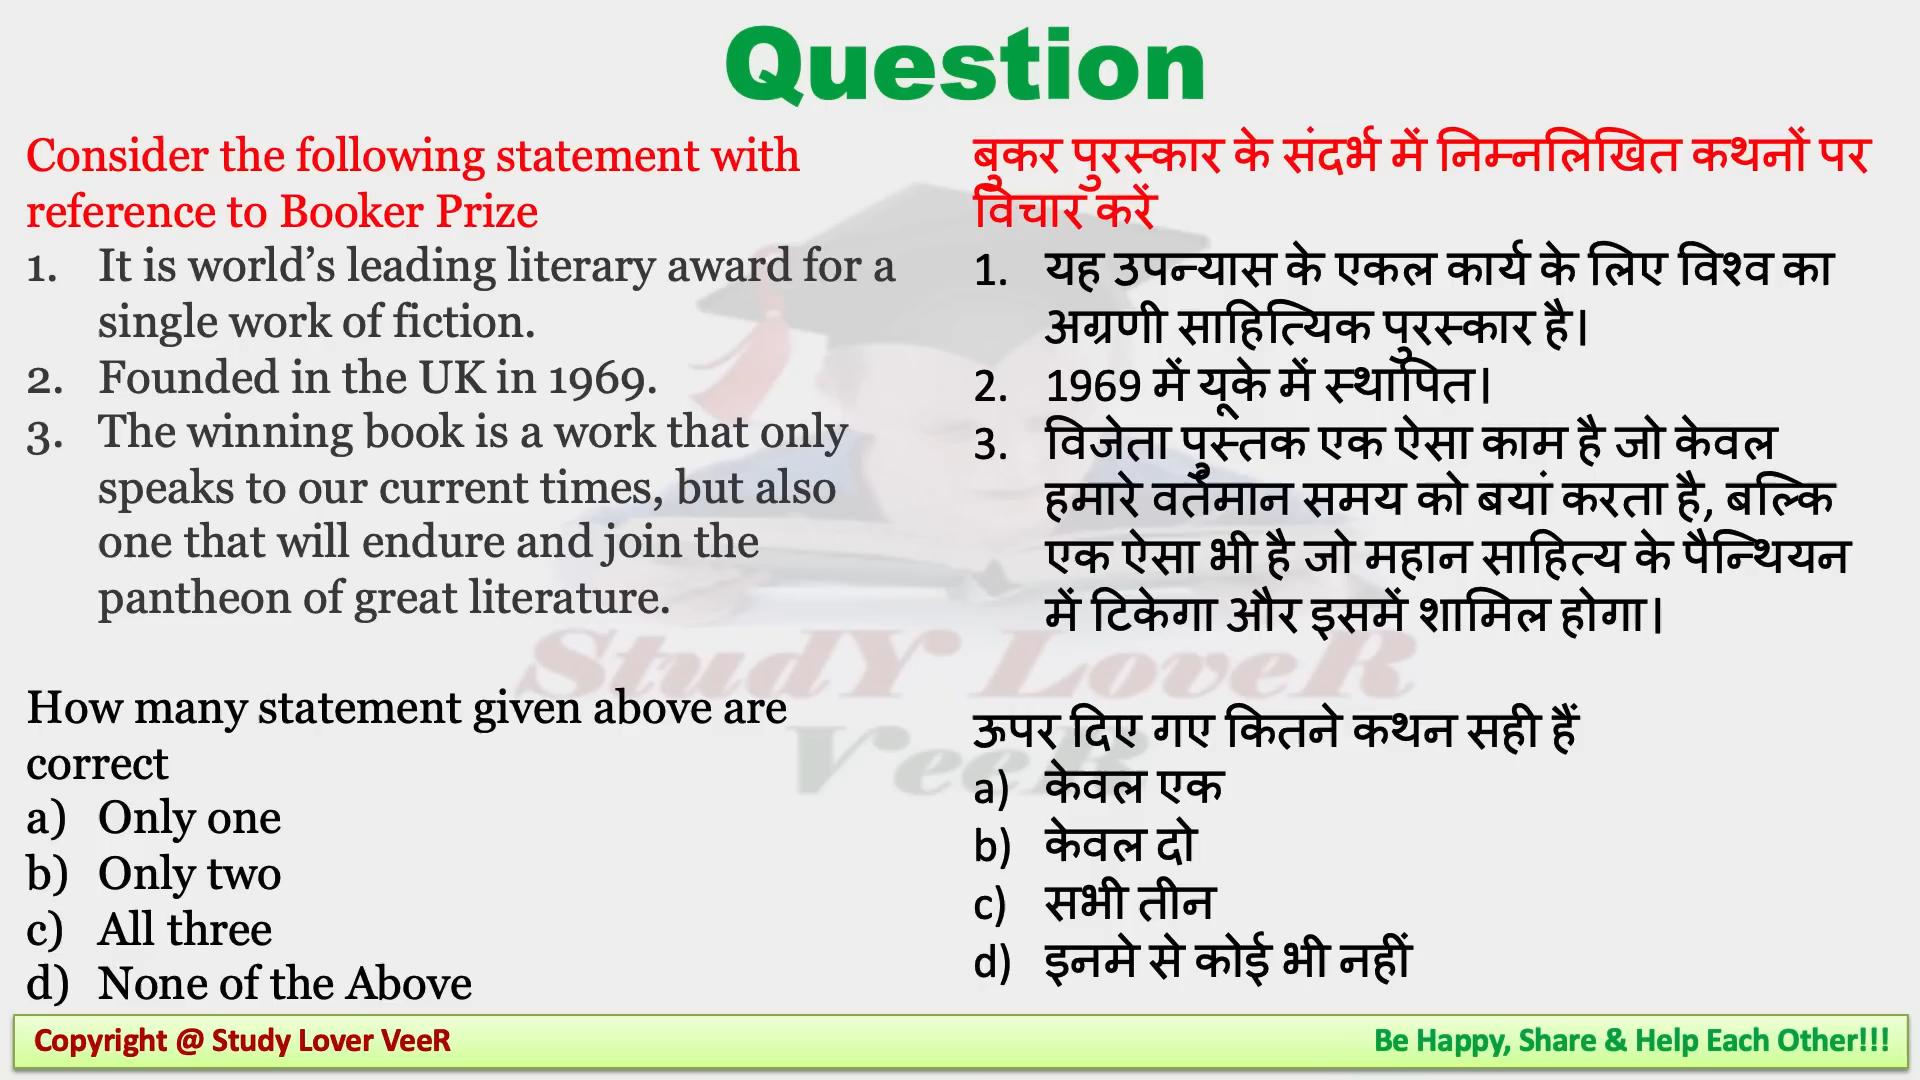 Question
Consider the following statement with
reference to Booker Prize
1. It is world’s leading literary award for a
single work of fiction.
2. Founded in the UK in 1969.
3. The winning book is a work that only
speaks to our current times, but also
one that will endure and join the
pantheon of great literature.
How many statement given above are
correct
a) Only one
b) Only two
c) All three
d) None of the Above
बुकर पुरस्कार के संदर्भ में निम्नलिखित कथनों पर
विचार करें
1. यह उपन्यास के एकल कार्य के लिए विश्व का
अग्रणी साहित्यिक पुरस्कार है।
2. 1969 में यूके में स्थापित।
3. विजेता पुस्तक एक ऐसा काम है जो केवल
हमारे वर्तमान समय को बयां करता है, बल्कि
एक ऐसा भी है जो महान साहित्य के पैन्थियन
में टिकेगा और इसमें शामिल होगा।
ऊपर दिए गए कितने कथन सही हैं
a) केवल एक
b) केवल दो
c) सभी तीन
d) इनमे से कोई भी नहीं
StudY LoveR
VeeR
Copyright @ Study Lover VeeR
Be Happy, Share & Help Each Other!!!